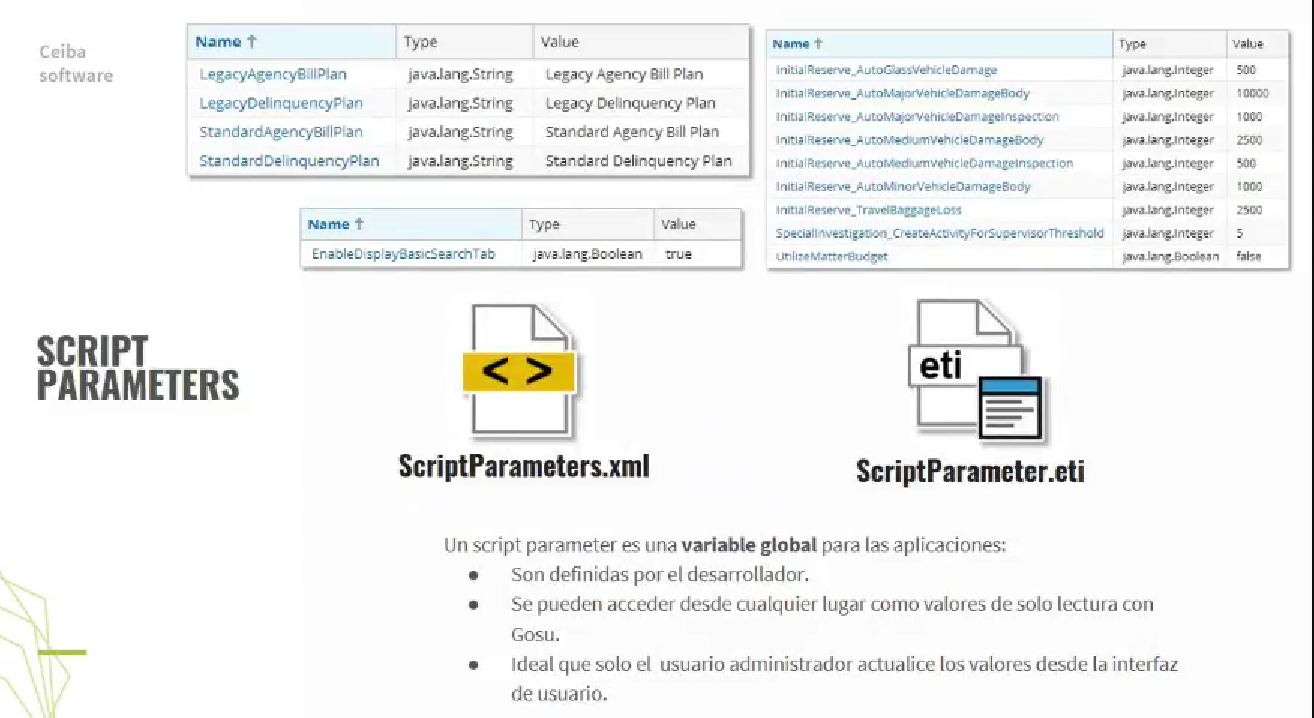 Ceiba
software
Name ↑ Type Value
LegacyAgencyBillPlan java.lang.String Legacy Agency Bill Plan
LegacyDelinquencyPlan java.lang.String Legacy Delinquency Plan
StandardAgencyBillPlan java.lang.String Standard Agency Bill Plan
StandardDelinquencyPlan java.lang.String Standard Delinquency Plan
Name ↑ Type Value
InitialReserve_AutoGlassVehicleDamage java.lang.Integer 500
InitialReserve_AutoMajorVehicleDamageBody java.lang.Integer 10000
InitialReserve_AutoMajorVehicleDamageInspection java.lang.Integer 1000
InitialReserve_AutoMediumVehicleDamageBody java.lang.Integer 2500
InitialReserve_AutoMediumVehicleDamageInspection java.lang.Integer 500
InitialReserve_AutoMinorVehicleDamageBody java.lang.Integer 1000
InitialReserve_TravelBaggageLoss java.lang.Integer 2500
SpecialInvestigation_CreateActivityForSupervisorThreshold java.lang.Integer 5
UtilizeMatterBudget java.lang.Boolean false
Name ↑ Type Value
EnableDisplayBasicSearchTab java.lang.Boolean true
SCRIPT
PARAMETERS
< >
ScriptParameters.xml
eti
ScriptParameter.eti
Un script parameter es una variable global para las aplicaciones:
● Son definidas por el desarrollador.
● Se pueden acceder desde cualquier lugar como valores de solo lectura con
Gosu.
● Ideal que solo el usuario administrador actualice los valores desde la interfaz
de usuario.